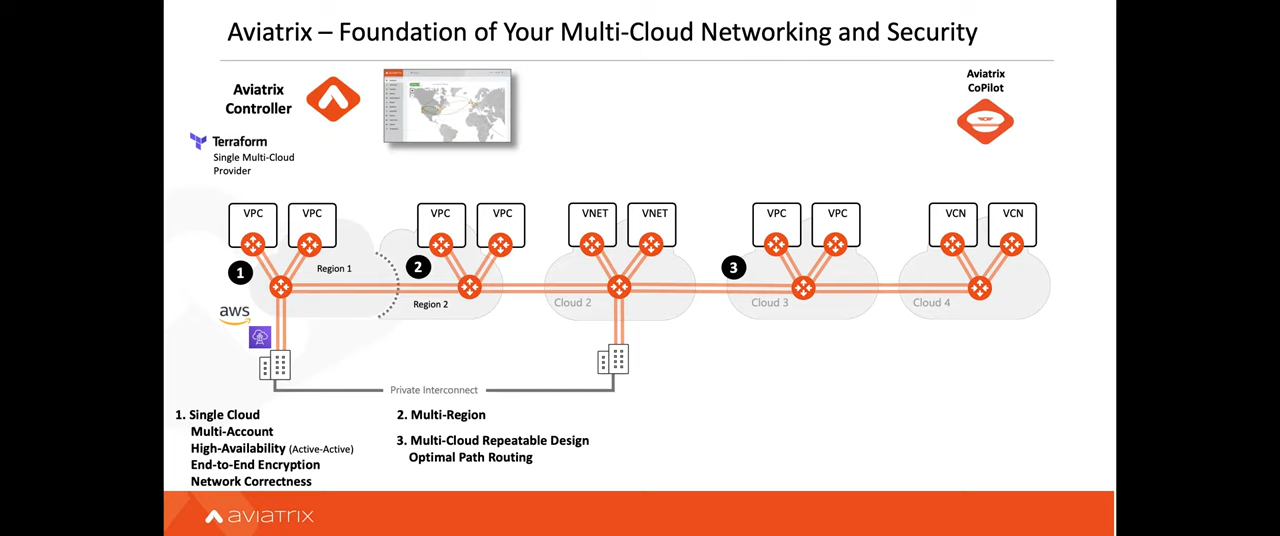 Aviatrix – Foundation of Your Multi-Cloud Networking and Security
Aviatrix
Controller
Aviatrix
CoPilot
Terraform
Single Multi-Cloud
Provider
VPC
VPC
VPC
VPC
VNET
VNET
VPC
VPC
VCN
VCN
1
Region 1
2
Region 2
3
Cloud 2
Cloud 3
Cloud 4
aws
Private Interconnect
1. Single Cloud
Multi-Account
High-Availability (Active-Active)
End-to-End Encryption
Network Correctness
2. Multi-Region
3. Multi-Cloud Repeatable Design
Optimal Path Routing
aviatrix